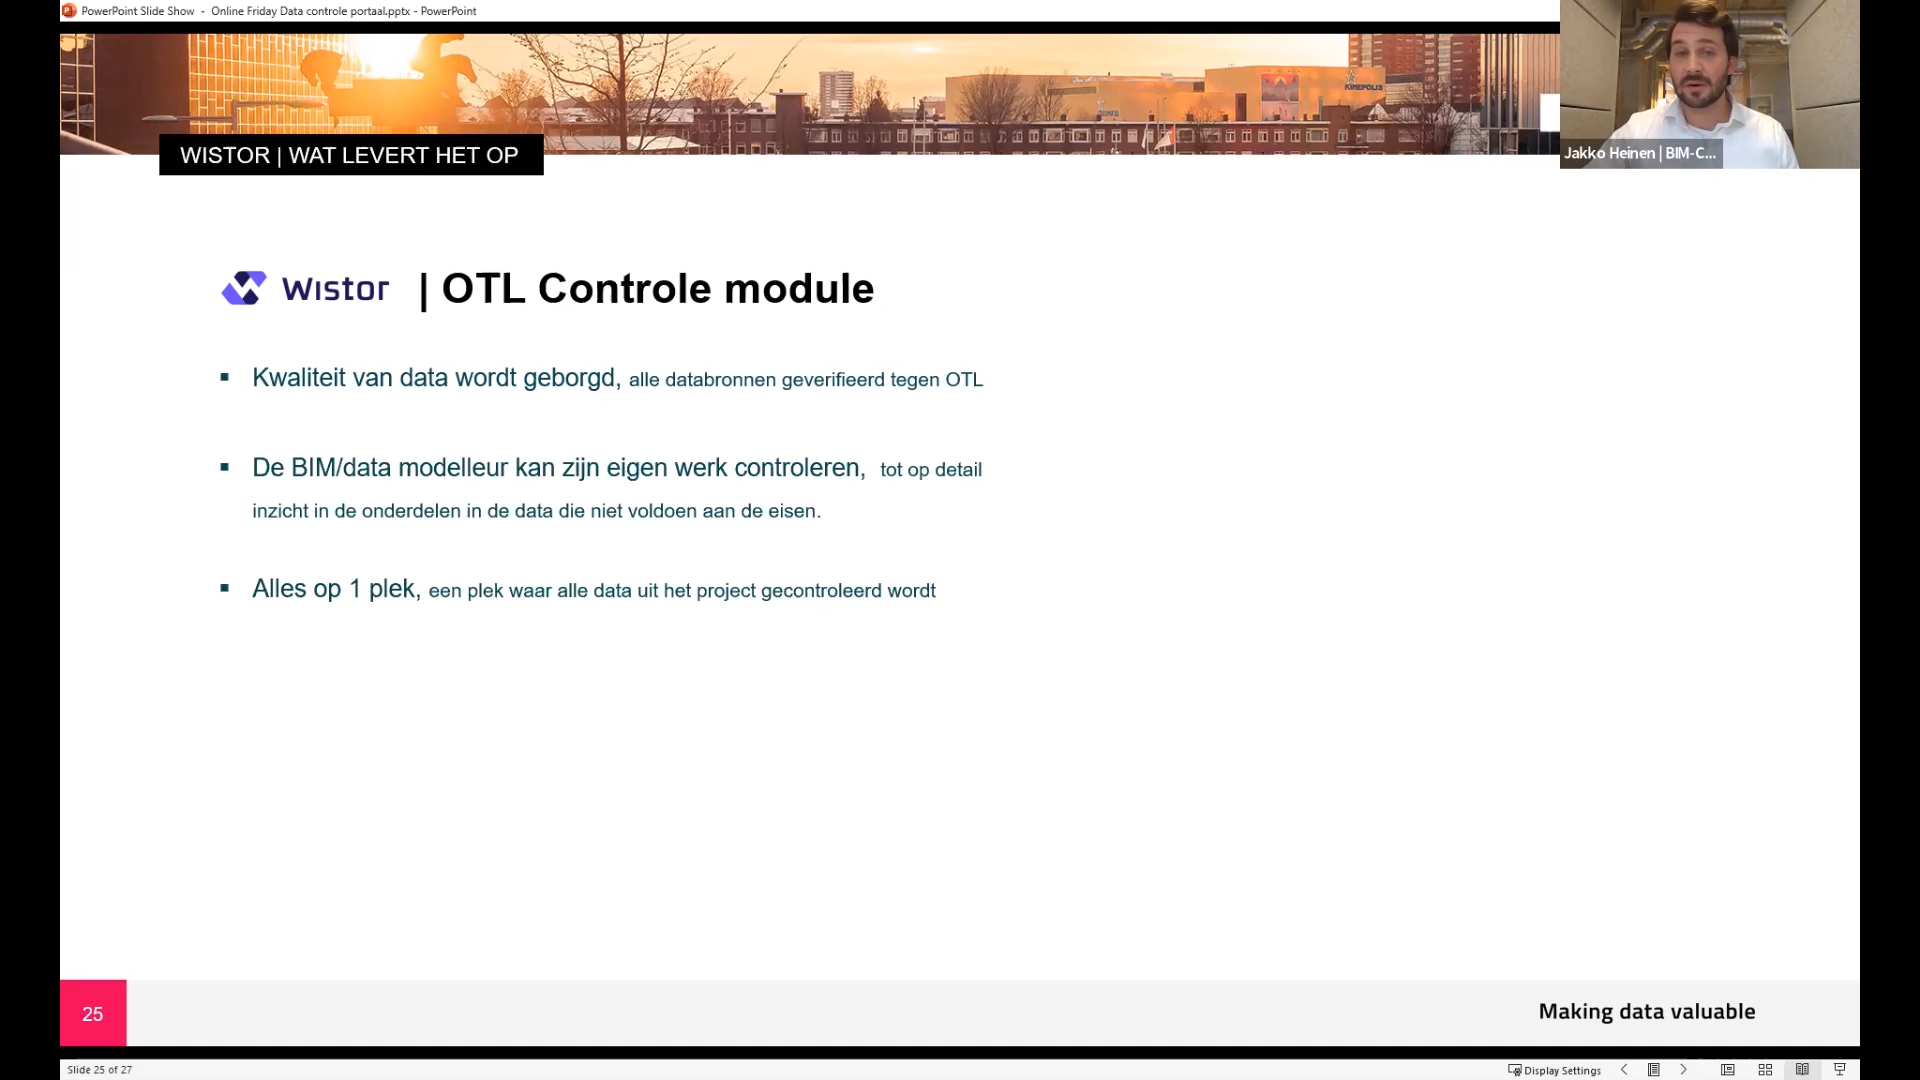 PowerPoint Slide Show - Online Friday Data controle portaal.pptx - PowerPoint
KINEPOLIS
Jakko Heinen | BIM-C...
WISTOR | WAT LEVERT HET OP
Wistor | OTL Controle module
▪ Kwaliteit van data wordt geborgd, alle databronnen geverifieerd tegen OTL
▪ De BIM/data modelleur kan zijn eigen werk controleren, tot op detail
inzicht in de onderdelen in de data die niet voldoen aan de eisen.
▪ Alles op 1 plek, een plek waar alle data uit het project gecontroleerd wordt
25
Making data valuable
Slide 25 of 27
Display Settings